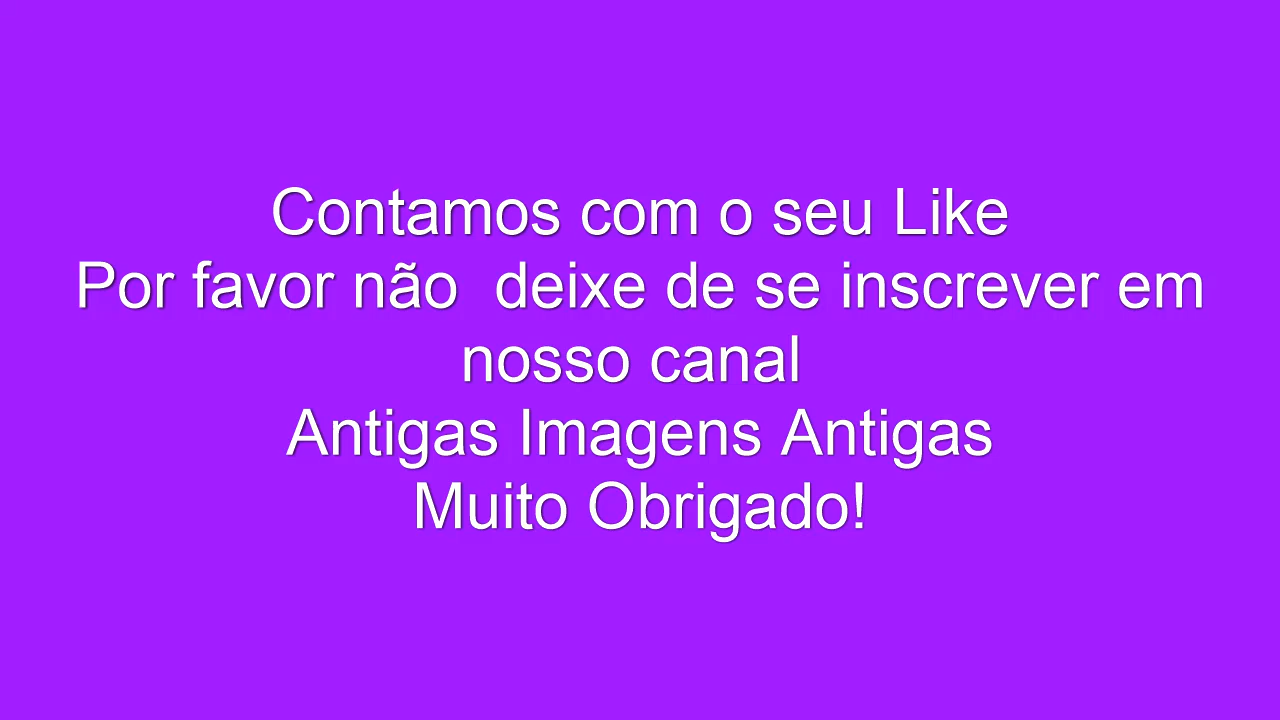 Contamos com o seu Like
Por favor não  deixe de se inscrever em
nosso canal
Antigas Imagens Antigas
Muito Obrigado!